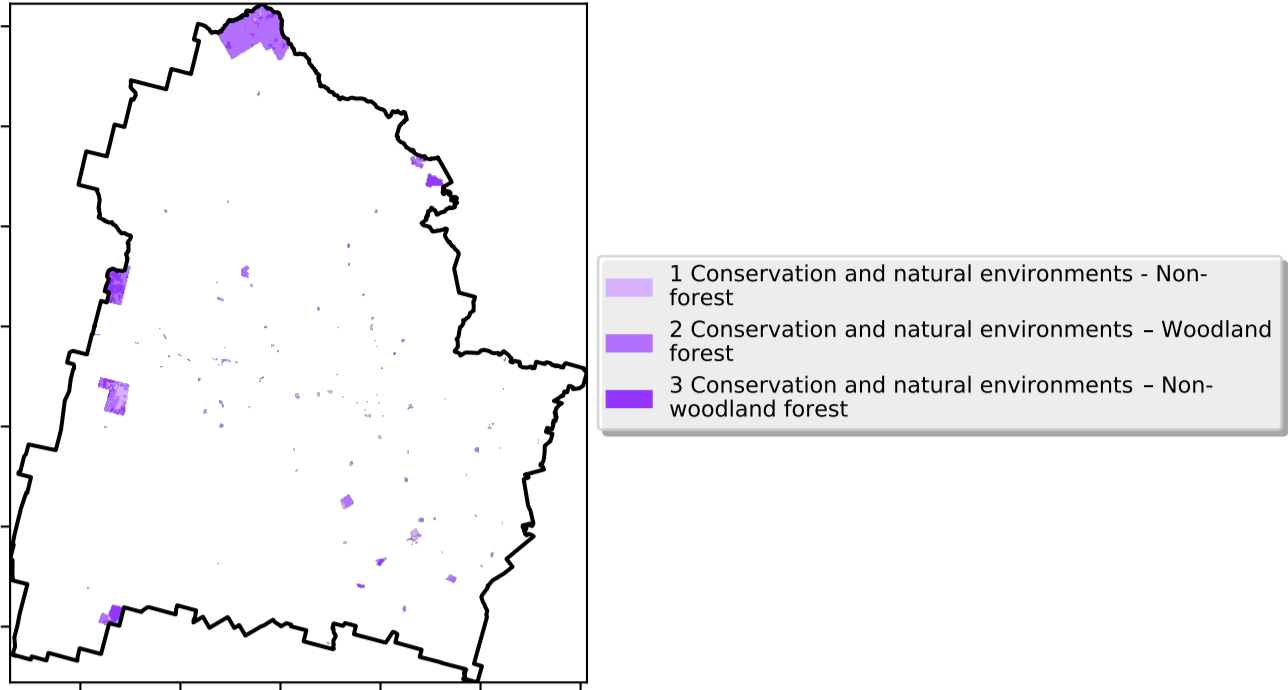 1 Conservation and natural environments - Non-
forest
2 Conservation and natural environments – Woodland
forest
3 Conservation and natural environments – Non-
woodland forest